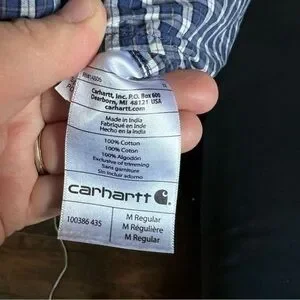 Carhartt, Inc. P.O. Box 600
Dearborn, MI 48121 USA
carhartt.com
Made in India
Fabriqué en Inde
Hecho en la India
100% Cotton
100% Coton
100% Algodón
Exclusive of trimming
Sans garniture
Sin incluir adorno
carhartt
100386 435
M Regular
M Régulière
M Regular